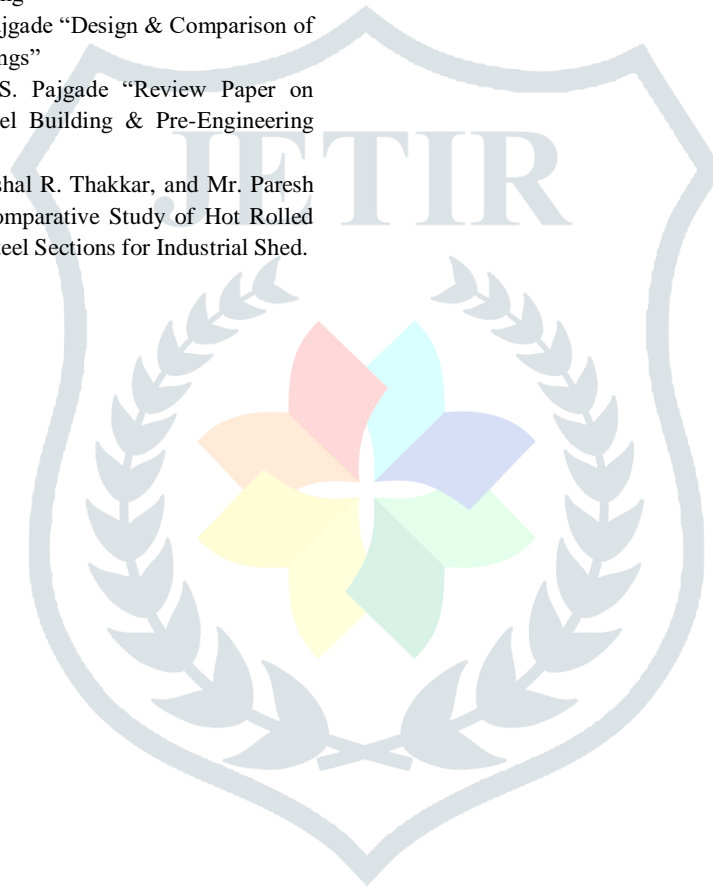 jgade “Design & Comparison of
ngs”
S. Pajgade “Review Paper on
el Building & Pre-Engineering
shal R. Thakkar, and Mr. Paresh
omparative Study of Hot Rolled
teel Sections for Industrial Shed.
JETIR